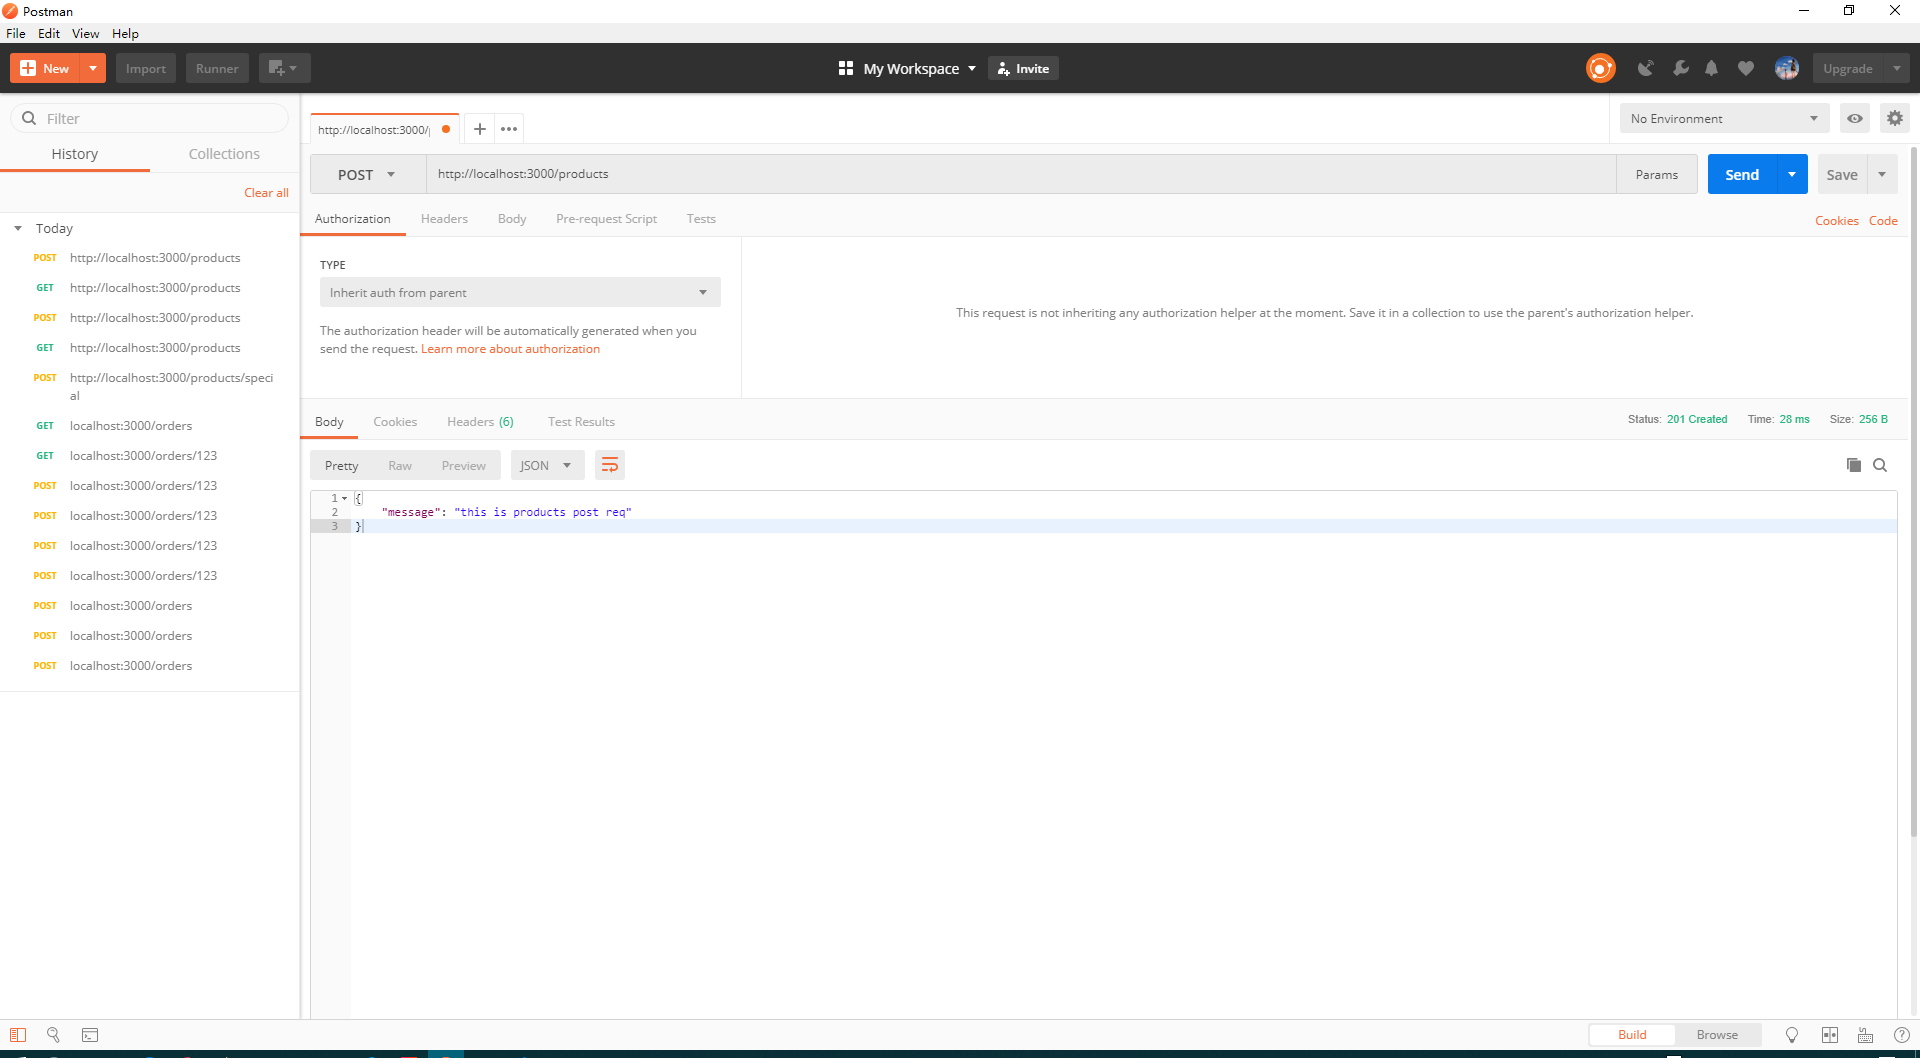 Postman
File Edit View Help
New Import Runner My Workspace Invite Upgrade
Filter
History Collections
Clear all
Today
POST http://localhost:3000/products
GET http://localhost:3000/products
POST http://localhost:3000/products
GET http://localhost:3000/products
POST http://localhost:3000/products/speci
al
GET localhost:3000/orders
GET localhost:3000/orders/123
POST localhost:3000/orders/123
POST localhost:3000/orders/123
POST localhost:3000/orders/123
POST localhost:3000/orders/123
POST localhost:3000/orders
POST localhost:3000/orders
POST localhost:3000/orders
http://localhost:3000/ No Environment
POST http://localhost:3000/products Params Send Save
Authorization Headers Body Pre-request Script Tests Cookies Code
TYPE
Inherit auth from parent
The authorization header will be automatically generated when you
send the request. Learn more about authorization
This request is not inheriting any authorization helper at the moment. Save it in a collection to use the parent's authorization helper.
Body Cookies Headers (6) Test Results Status: 201 Created Time: 28 ms Size: 256 B
Pretty Raw Preview JSON
1 {
2 "message": "this is products post req"
3 }
Build Browse